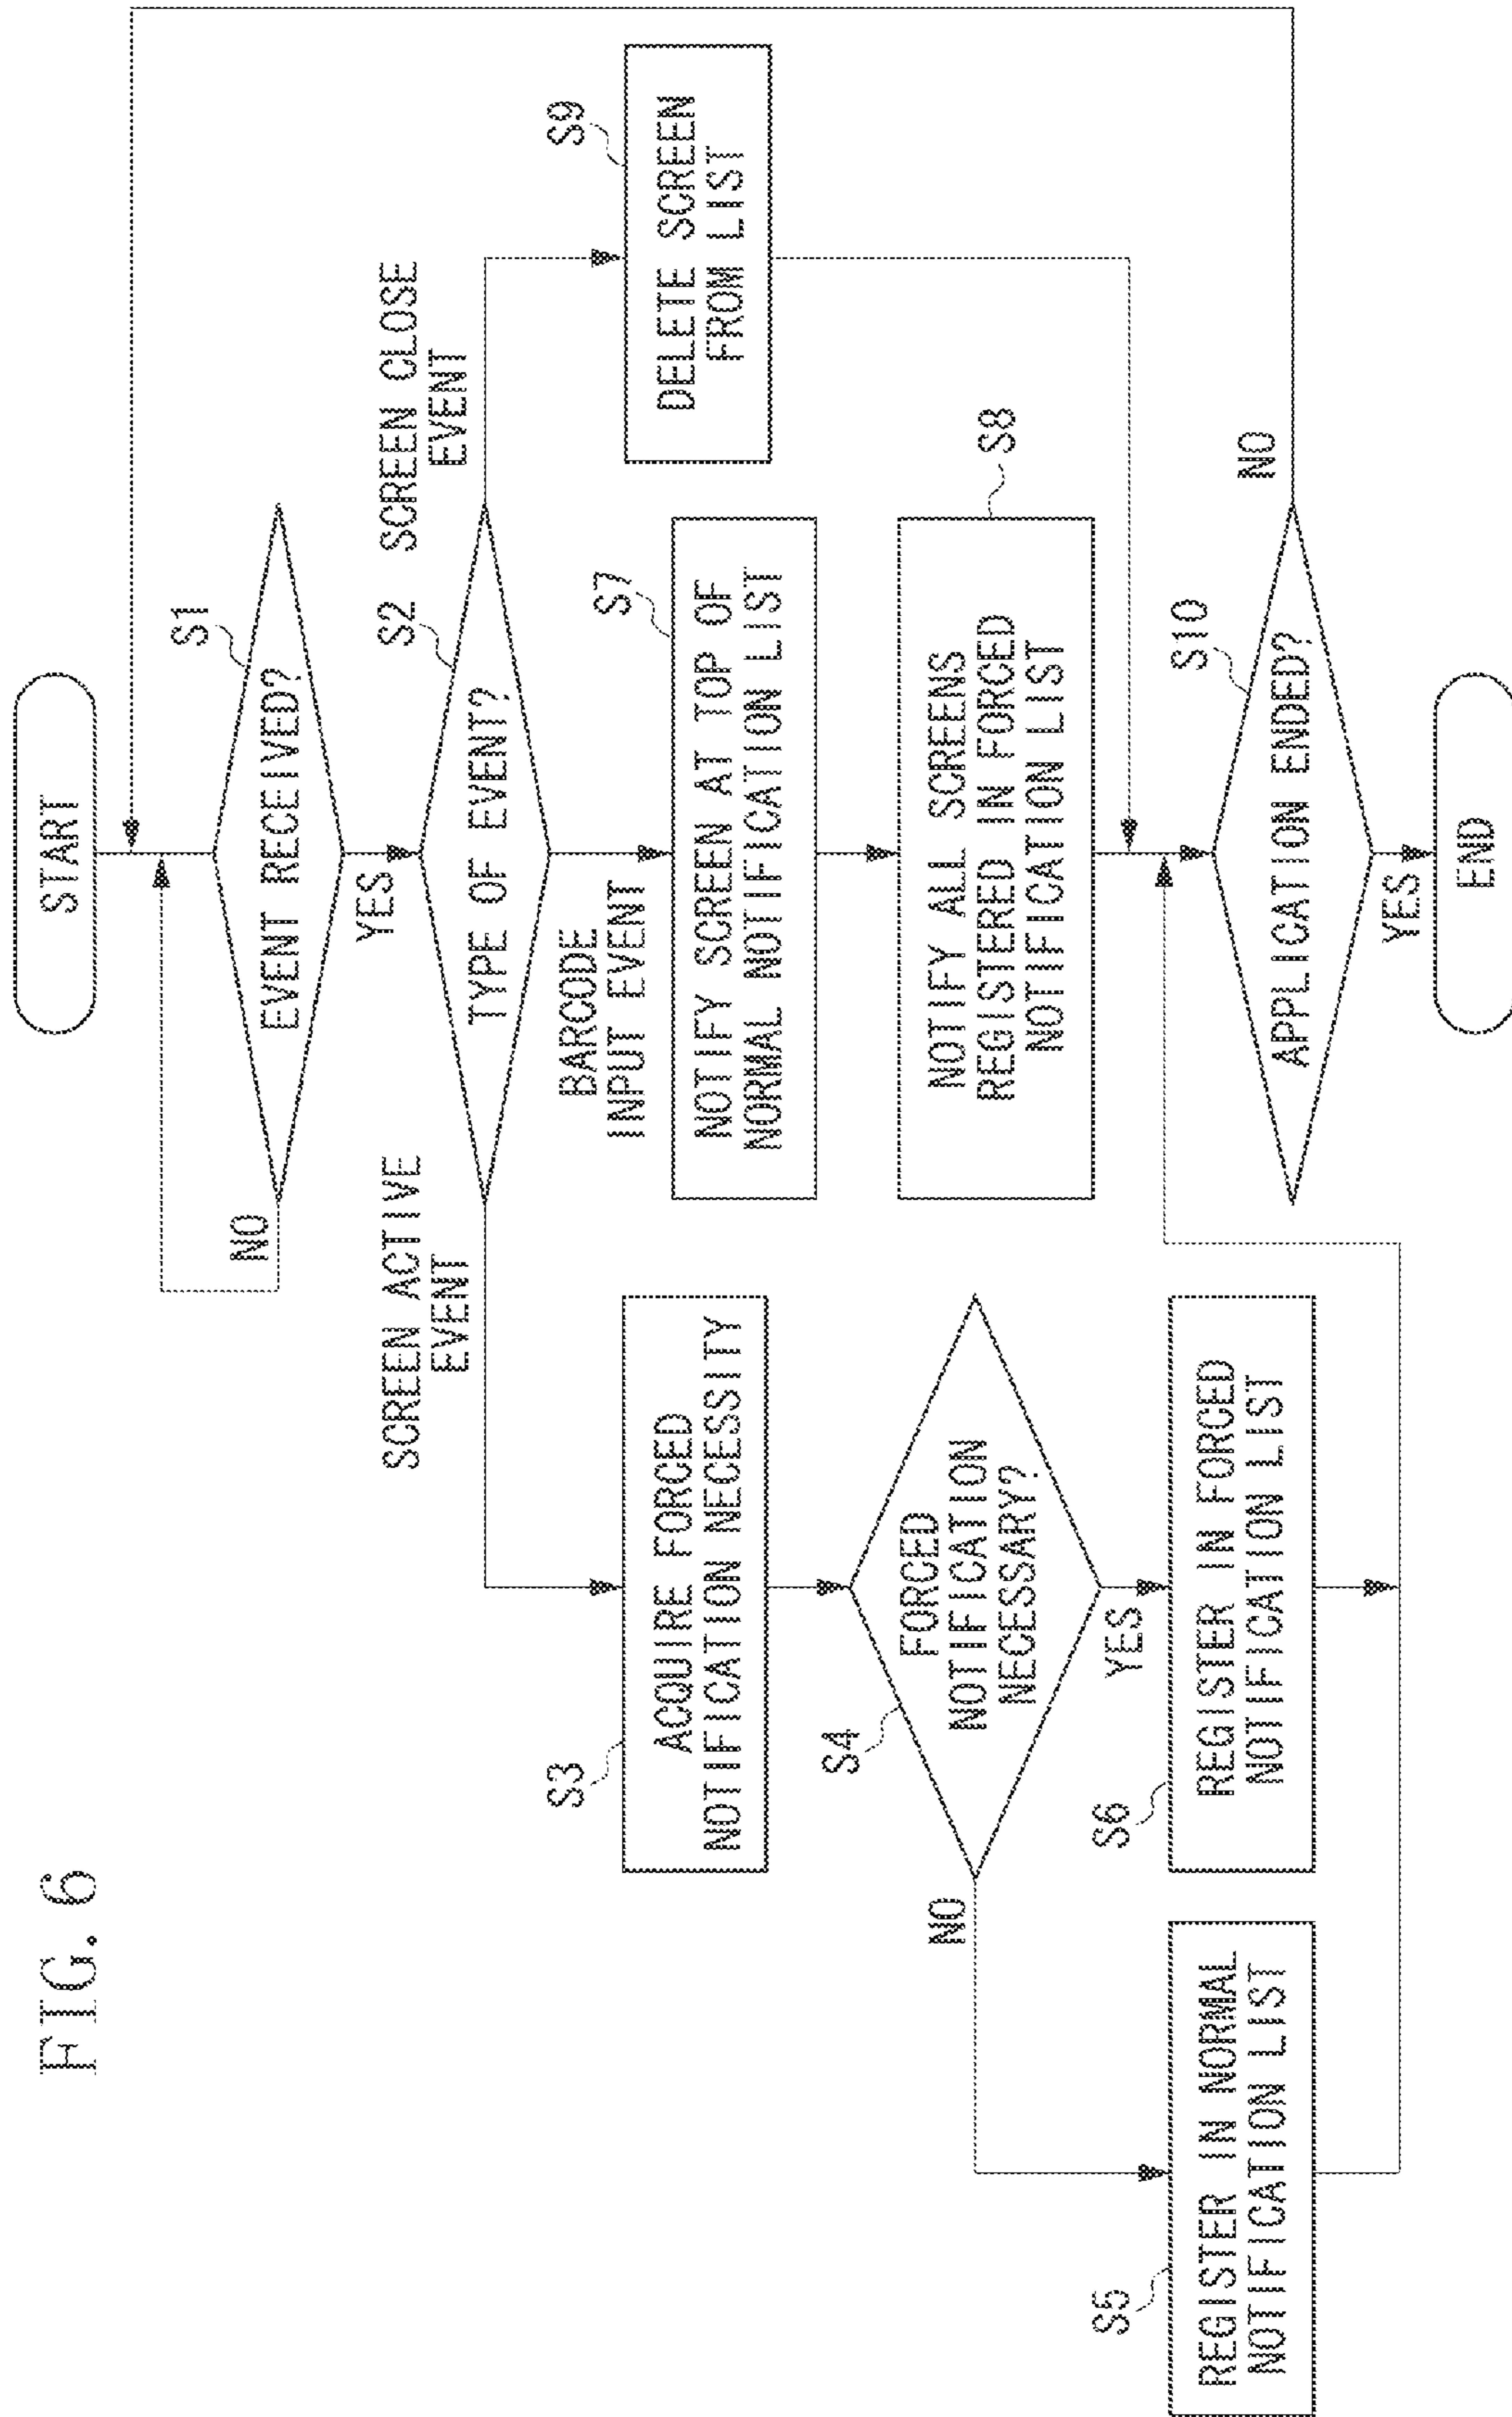 FIG. 6
START
S1
EVENT RECEIVED?
NO
YES
S2
TYPE OF EVENT?
SCREEN ACTIVE
EVENT
BARCODE
INPUT EVENT
SCREEN CLOSE
EVENT
S3
ACQUIRE FORCED
NOTIFICATION NECESSITY
S4
FORCED
NOTIFICATION
NECESSARY?
NO
YES
S5
REGISTER IN NORMAL
NOTIFICATION LIST
S6
REGISTER IN FORCED
NOTIFICATION LIST
S7
NOTIFY SCREEN AT TOP OF
NORMAL NOTIFICATION LIST
S8
NOTIFY ALL SCREENS
REGISTERED IN FORCED
NOTIFICATION LIST
S9
DELETE SCREEN
FROM LIST
S10
APPLICATION ENDED?
NO
YES
END